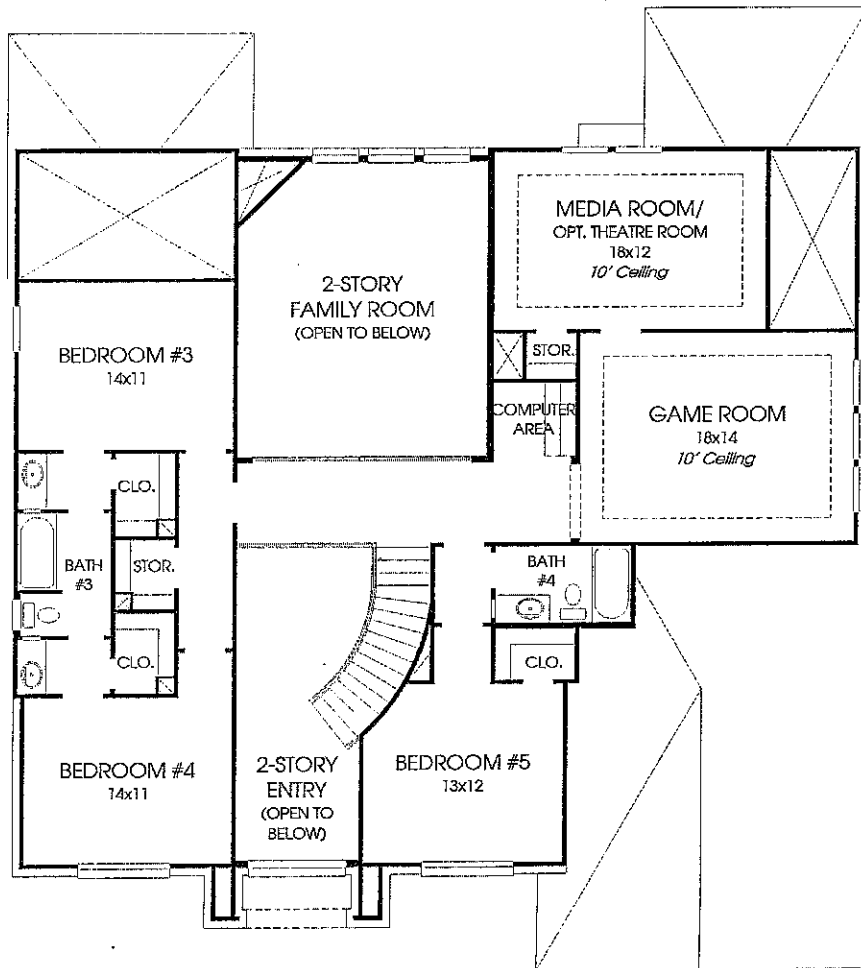 MEDIA ROOM/
OPT. THEATRE ROOM
18x12
10' Ceiling
2-STORY
FAMILY ROOM
(OPEN TO BELOW)
BEDROOM #3
14x11
STOR.
COMPUTER
AREA
GAME ROOM
18x14
10' Ceiling
CLO.
BATH
#3
STOR.
BATH
#4
CLO.
CLO.
BEDROOM #4
14x11
2-STORY
ENTRY
(OPEN TO
BELOW)
BEDROOM #5
13x12